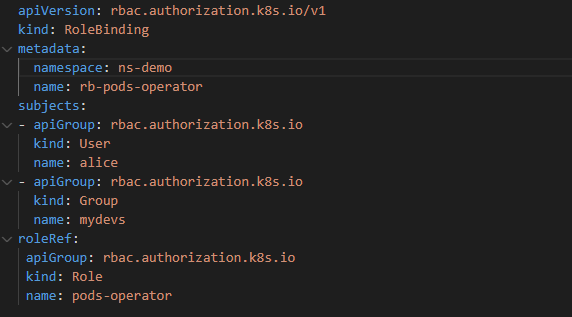 apiVersion: rbac.authorization.k8s.io/v1
kind: RoleBinding
metadata:
  namespace: ns-demo
  name: rb-pods-operator
subjects:
- apiGroup: rbac.authorization.k8s.io
  kind: User
  name: alice
- apiGroup: rbac.authorization.k8s.io
  kind: Group
  name: mydevs
roleRef:
 apiGroup: rbac.authorization.k8s.io
 kind: Role
 name: pods-operator